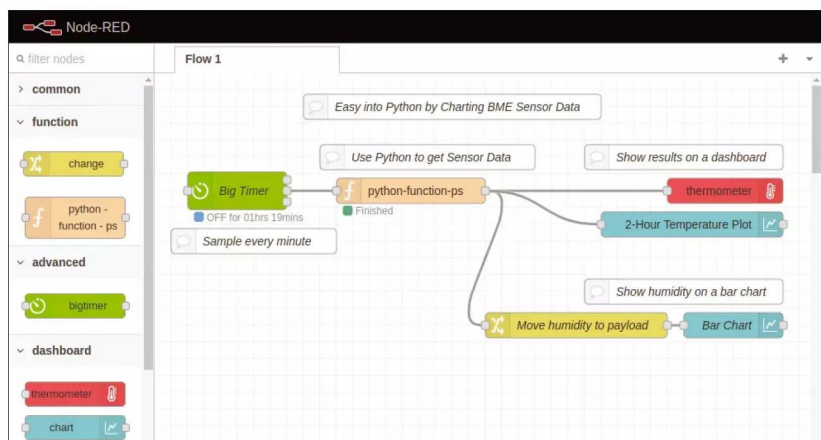 Node-RED
filter nodes
Flow 1
common
function
change
python -
function - ps
advanced
bigtimer
dashboard
thermometer
chart
Easy into Python by Charting BME Sensor Data
Use Python to get Sensor Data
Show results on a dashboard
Big Timer
python-function-ps
thermometer
OFF for 01hrs 19mins
Finished
2-Hour Temperature Plot
Sample every minute
Show humidity on a bar chart
Move humidity to payload
Bar Chart